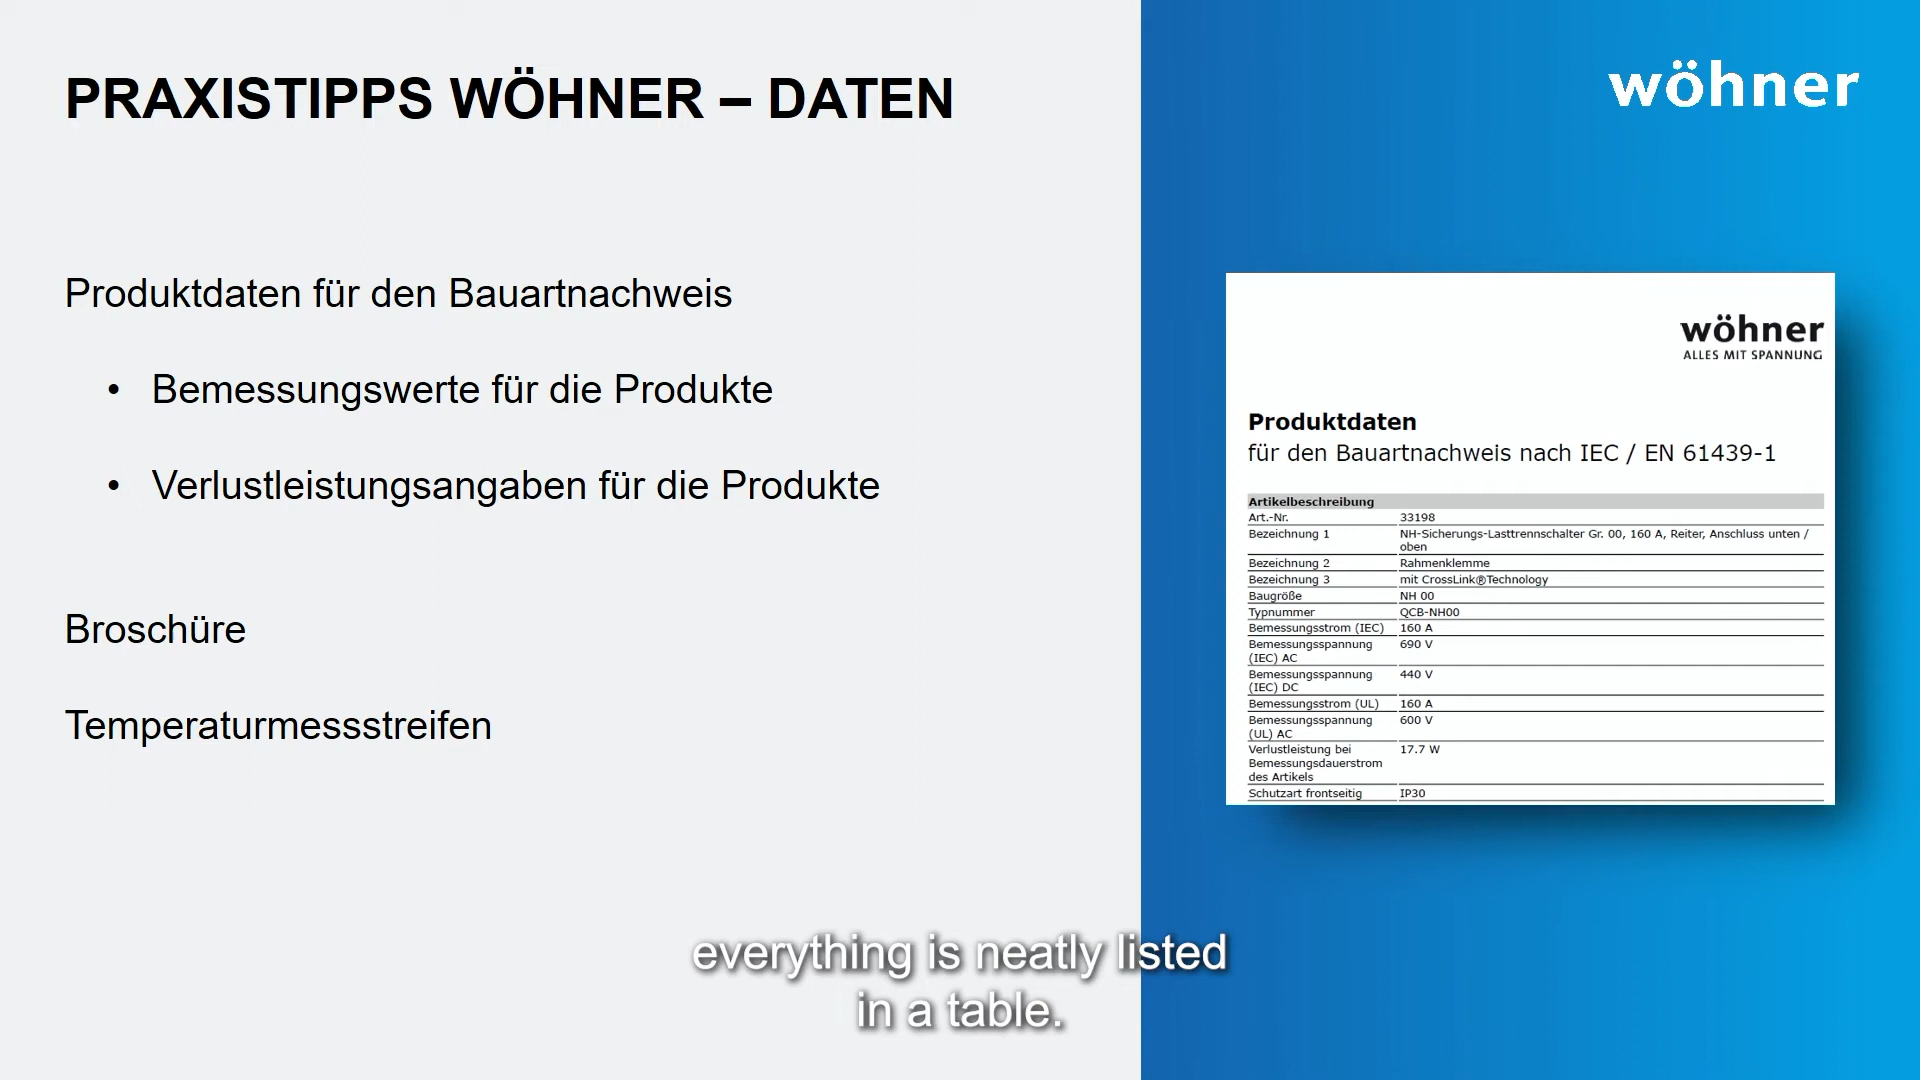 PRAXISTIPPS WÖHNER – DATEN
wöhner
Produktdaten für den Bauartnachweis
• Bemessungswerte für die Produkte
• Verlustleistungsangaben für die Produkte
Broschüre
Temperaturmessstreifen
wöhner
ALLES MIT SPANNUNG
Produktdaten
für den Bauartnachweis nach IEC / EN 61439-1
Artikelbeschreibung
Art.-Nr. 33198
Bezeichnung 1 NH-Sicherungs-Lasttrennschalter Gr. 00, 160 A, Reiter, Anschluss unten /
oben
Bezeichnung 2 Rahmenklemme
Bezeichnung 3 mit CrossLink®Technology
Baugröße NH 00
Typnummer QCB-NH00
Bemessungsstrom (IEC) 160 A
Bemessungsspannung 690 V
(IEC) AC
Bemessungsspannung 440 V
(IEC) DC
Bemessungsstrom (UL) 160 A
Bemessungsspannung 600 V
(UL) AC
Verlustleistung bei 17.7 W
Bemessungsdauerstrom
des Artikels
Schutzart frontseitig IP30
everything is neatly listed
in a table.